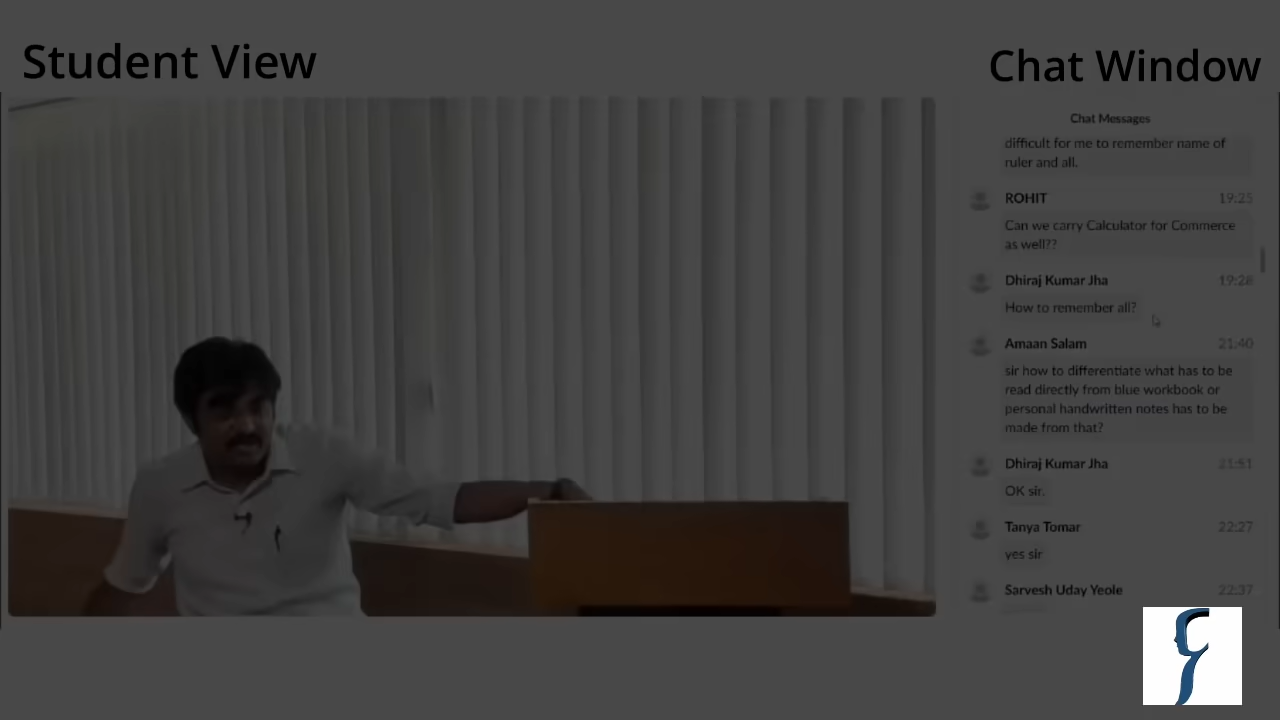 Student View
Chat Window
Chat Messages
difficult for me to remember name of
ruler and all.
ROHIT 19:25
Can we carry Calculator for Commerce
as well??
Dhiraj Kumar Jha 19:28
How to remember all?
Amaan Salam 21:40
sir how to differentiate what has to be
read directly from blue workbook or
personal handwritten notes has to be
made from that?
Dhiraj Kumar Jha 21:51
OK sir.
Tanya Tomar 22:27
yes sir
Sarvesh Uday Yeole 22:37